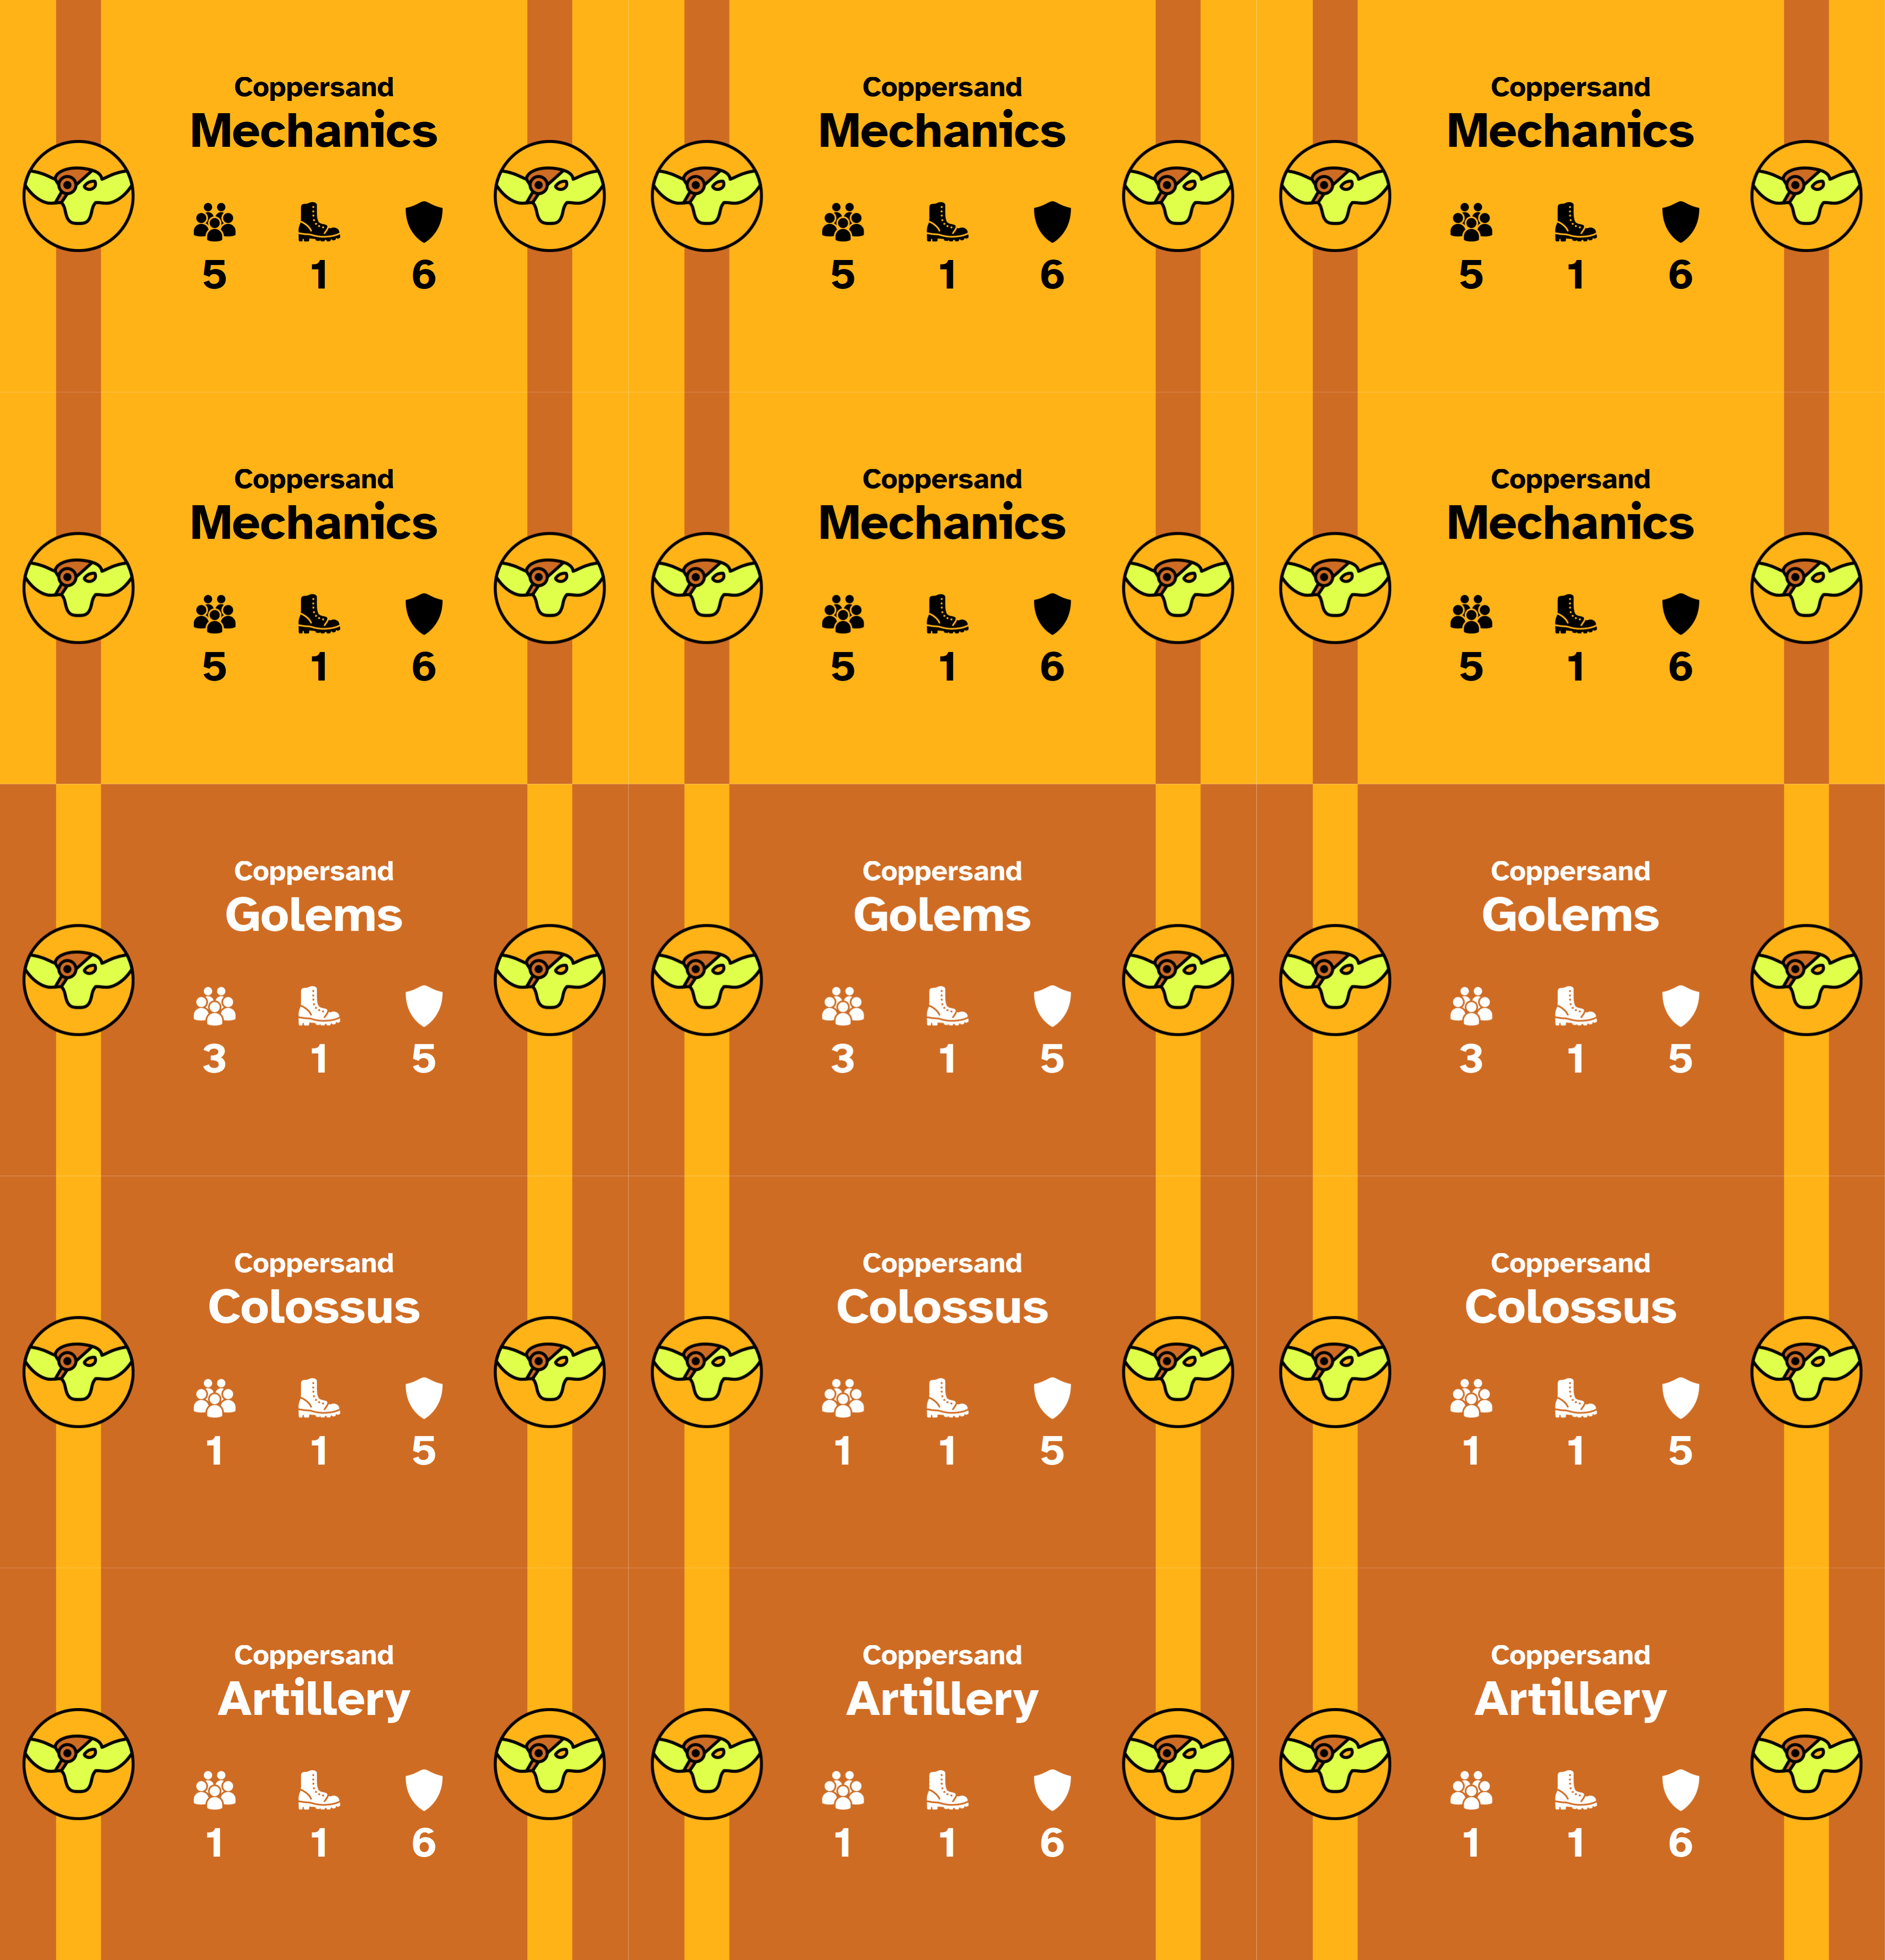 Coppersand Coppersand Coppersand
Mechanics Mechanics Mechanics
5 1 6 5 1 6 5 1 6
Coppersand Coppersand Coppersand
Mechanics Mechanics Mechanics
5 1 6 5 1 6 5 1 6
Coppersand Coppersand Coppersand
Golems Golems Golems
3 1 5 3 1 5 3 1 5
Coppersand Coppersand Coppersand
Colossus Colossus Colossus
1 1 5 1 1 5 1 1 5
Coppersand Coppersand Coppersand
Artillery Artillery Artillery
1 1 6 1 1 6 1 1 6